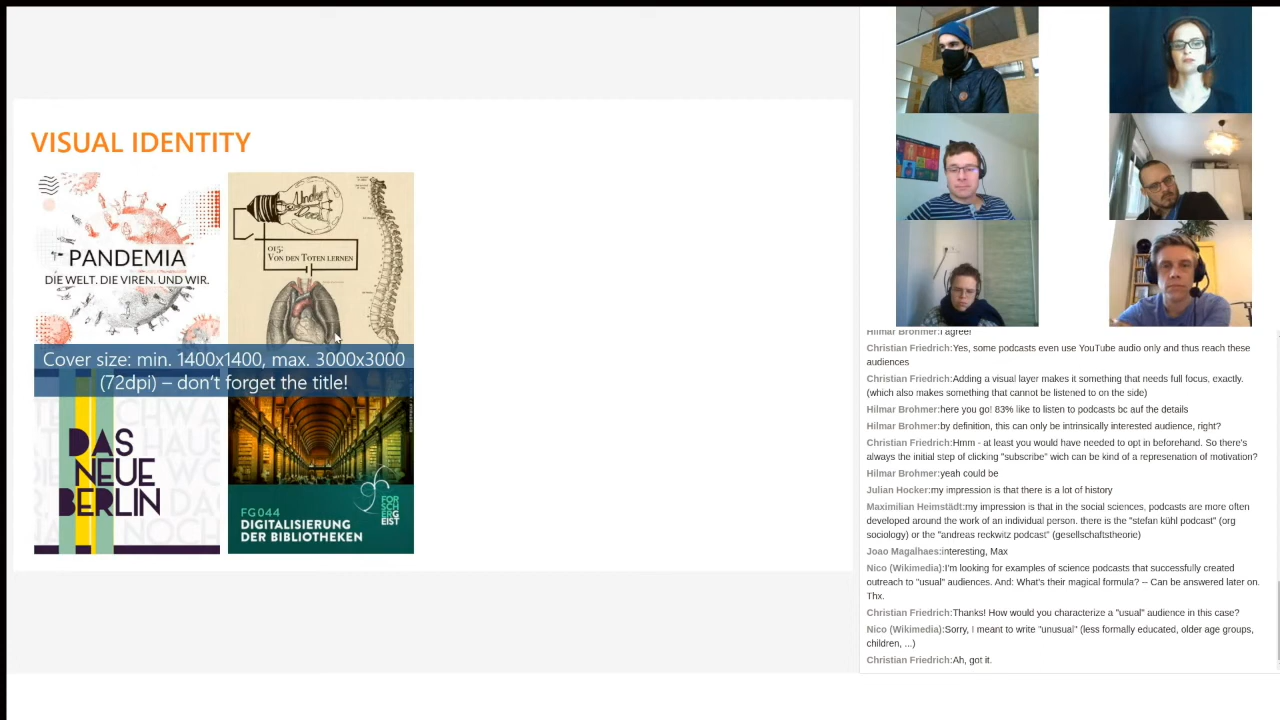 VISUAL IDENTITY
PANDEMIA
DIE WELT. DIE VIREN. UND WIR.
015:
VON DEN TOTEN LERNEN
Cover size: min. 1400x1400, max. 3000x3000
(72dpi) – don't forget the title!
DAS
NEUE
BERLIN
FG044
DIGITALISIERUNG
DER BIBLIOTHEKEN
FOR
SCH
ERG
EIST
Hilmar Brohmer:I agree!
Christian Friedrich:Yes, some podcasts even use YouTube audio only and thus reach these
audiences
Christian Friedrich:Adding a visual layer makes it something that needs full focus, exactly.
(which also makes something that cannot be listened to on the side)
Hilmar Brohmer:here you go! 83% like to listen to podcasts bc auf the details
Hilmar Brohmer:by definition, this can only be intrinsically interested audience, right?
Christian Friedrich:Hmm - at least you would have needed to opt in beforehand. So there's
always the initial step of clicking "subscribe" wich can be kind of a represenation of motivation?
Hilmar Brohmer:yeah could be
Julian Hocker:my impression is that there is a lot of history
Maximilian Heimstädt:my impression is that in the social sciences, podcasts are more often
developed around the work of an individual person. there is the "stefan kühl podcast" (org
sociology) or the "andreas reckwitz podcast" (gesellschaftstheorie)
Joao Magalhaes:interesting, Max
Nico (Wikimedia):I'm looking for examples of science podcasts that successfully created
outreach to "usual" audiences. And: What's their magical formula? -- Can be answered later on.
Thx.
Christian Friedrich:Thanks! How would you characterize a "usual" audience in this case?
Nico (Wikimedia):Sorry, I meant to write "unusual" (less formally educated, older age groups,
children, ...)
Christian Friedrich:Ah, got it.